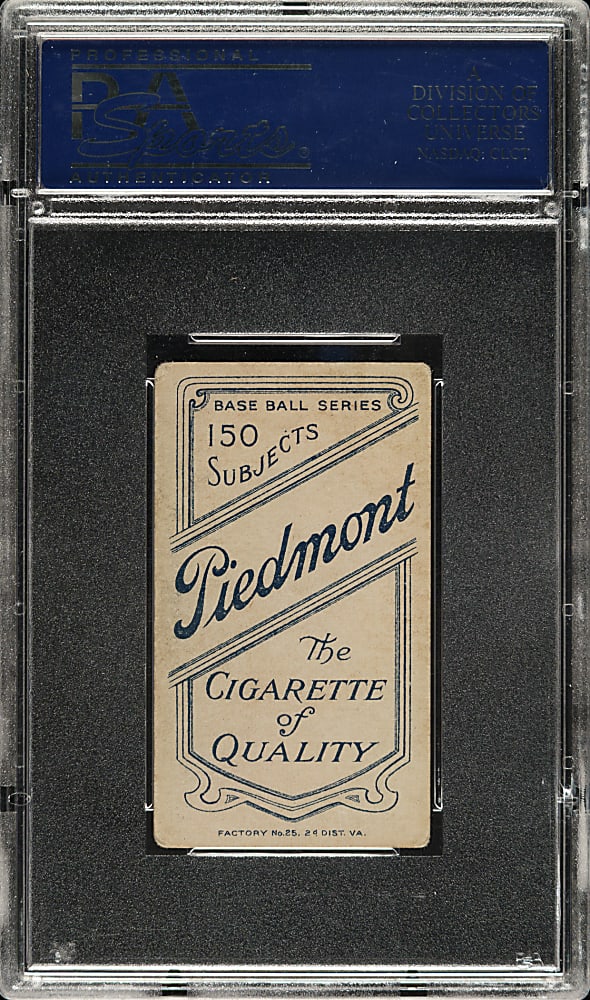 PROFESSIONAL
PSA
Sports
AUTHENTICATOR
A
DIVISION OF
COLLECTORS
UNIVERSE
NASDAQ: CLCT
BASE BALL SERIES
150
SUBJECTS
Piedmont
The
CIGARETTE
of
QUALITY
FACTORY No. 25, 2d DIST. VA.
PSA